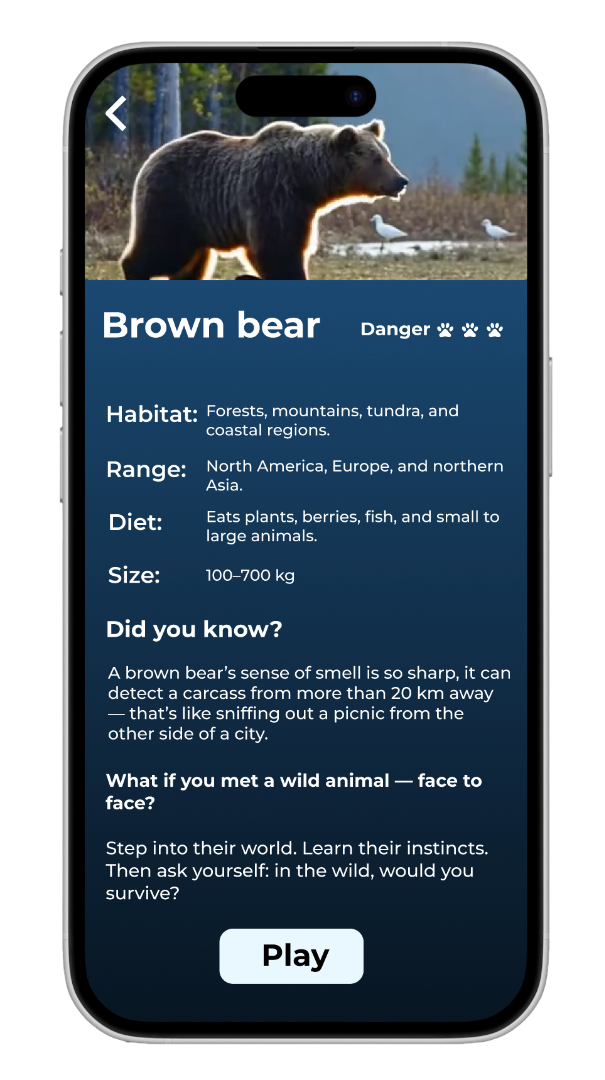 Brown bear
Danger
Habitat: Forests, mountains, tundra, and
coastal regions.
Range: North America, Europe, and northern
Asia.
Diet: Eats plants, berries, fish, and small to
large animals.
Size: 100–700 kg
Did you know?
A brown bear’s sense of smell is so sharp, it can
detect a carcass from more than 20 km away
— that’s like sniffing out a picnic from the
other side of a city.
What if you met a wild animal — face to
face?
Step into their world. Learn their instincts.
Then ask yourself: in the wild, would you
survive?
Play